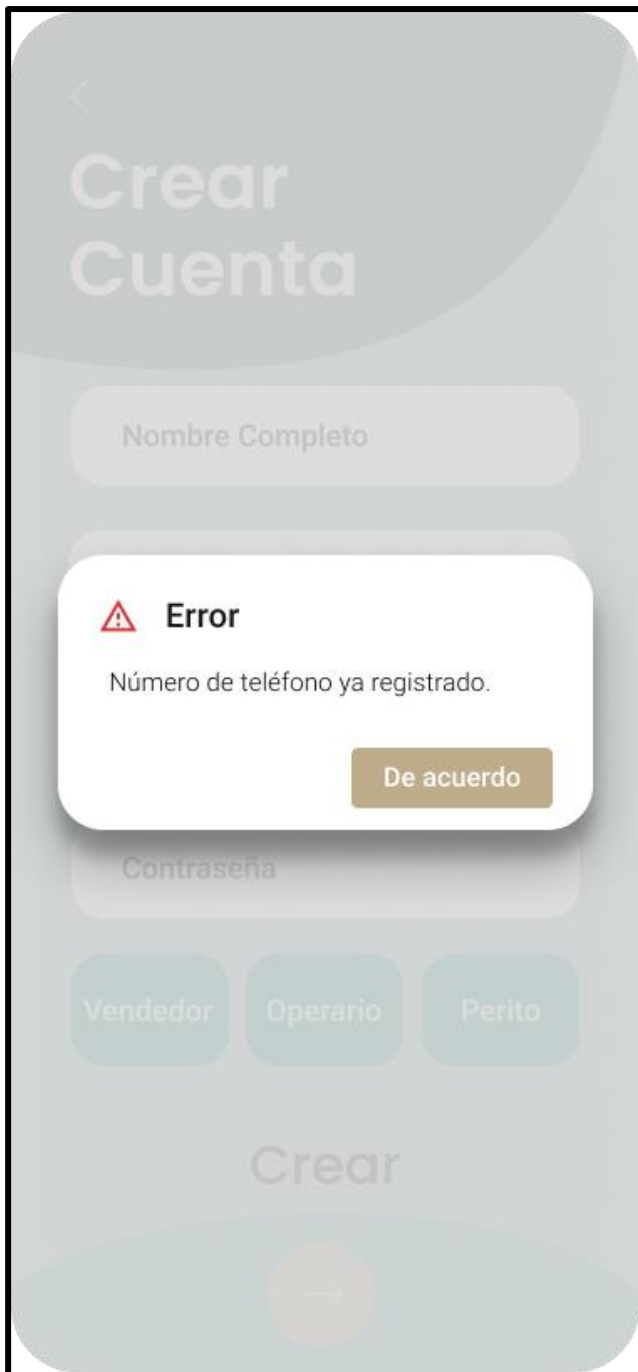 Crear
Cuenta
Nombre Completo
Error
Número de teléfono ya registrado.
De acuerdo
Contraseña
Vendedor Operario Perito
Crear